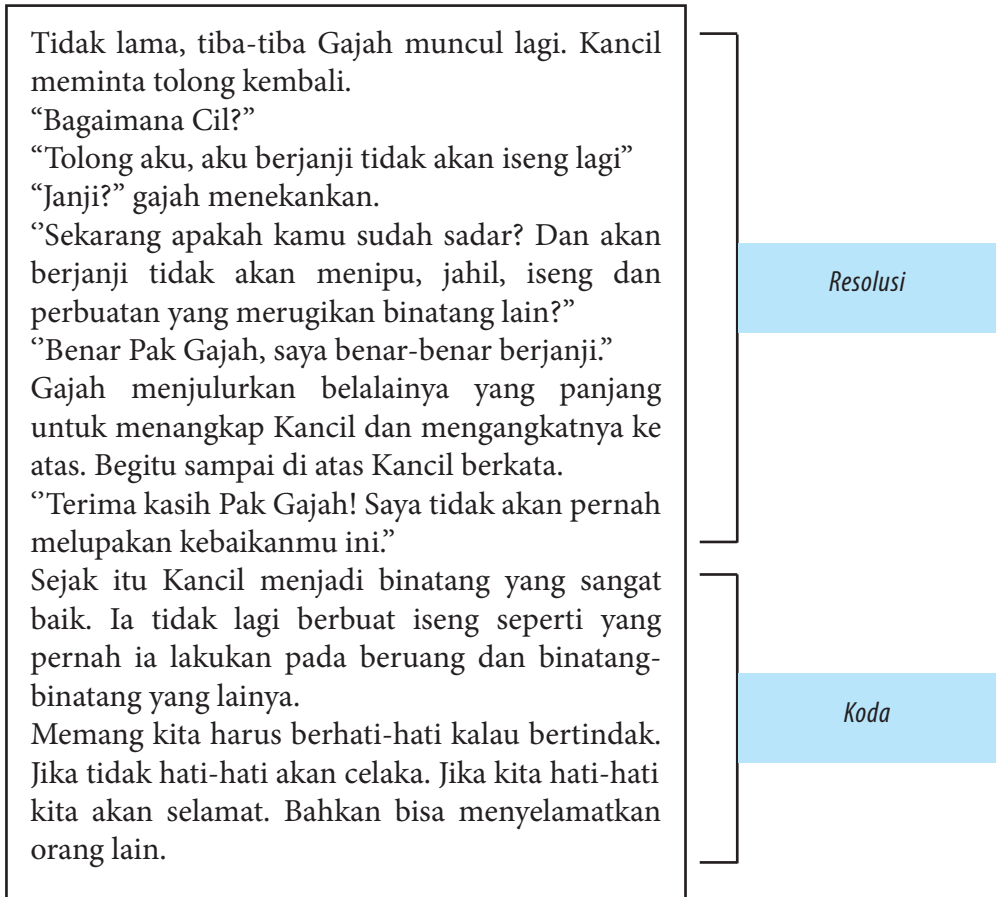 Tidak lama, tiba-tiba Gajah muncul lagi. Kancil
meminta tolong kembali.
“Bagaimana Cil?”
“Tolong aku, aku berjanji tidak akan iseng lagi”
“Janji?” gajah menekankan.
‘’Sekarang apakah kamu sudah sadar? Dan akan
berjanji tidak akan menipu, jahil, iseng dan
perbuatan yang merugikan binatang lain?”
‘’Benar Pak Gajah, saya benar-benar berjanji.”
Gajah menjulurkan belalainya yang panjang
untuk menangkap Kancil dan mengangkatnya ke
atas. Begitu sampai di atas Kancil berkata.
‘’Terima kasih Pak Gajah! Saya tidak akan pernah
melupakan kebaikanmu ini.”
Resolusi
Sejak itu Kancil menjadi binatang yang sangat
baik. Ia tidak lagi berbuat iseng seperti yang
pernah ia lakukan pada beruang dan binatang-
binatang yang lainya.
Memang kita harus berhati-hati kalau bertindak.
Jika tidak hati-hati akan celaka. Jika kita hati-hati
kita akan selamat. Bahkan bisa menyelamatkan
orang lain.
Koda